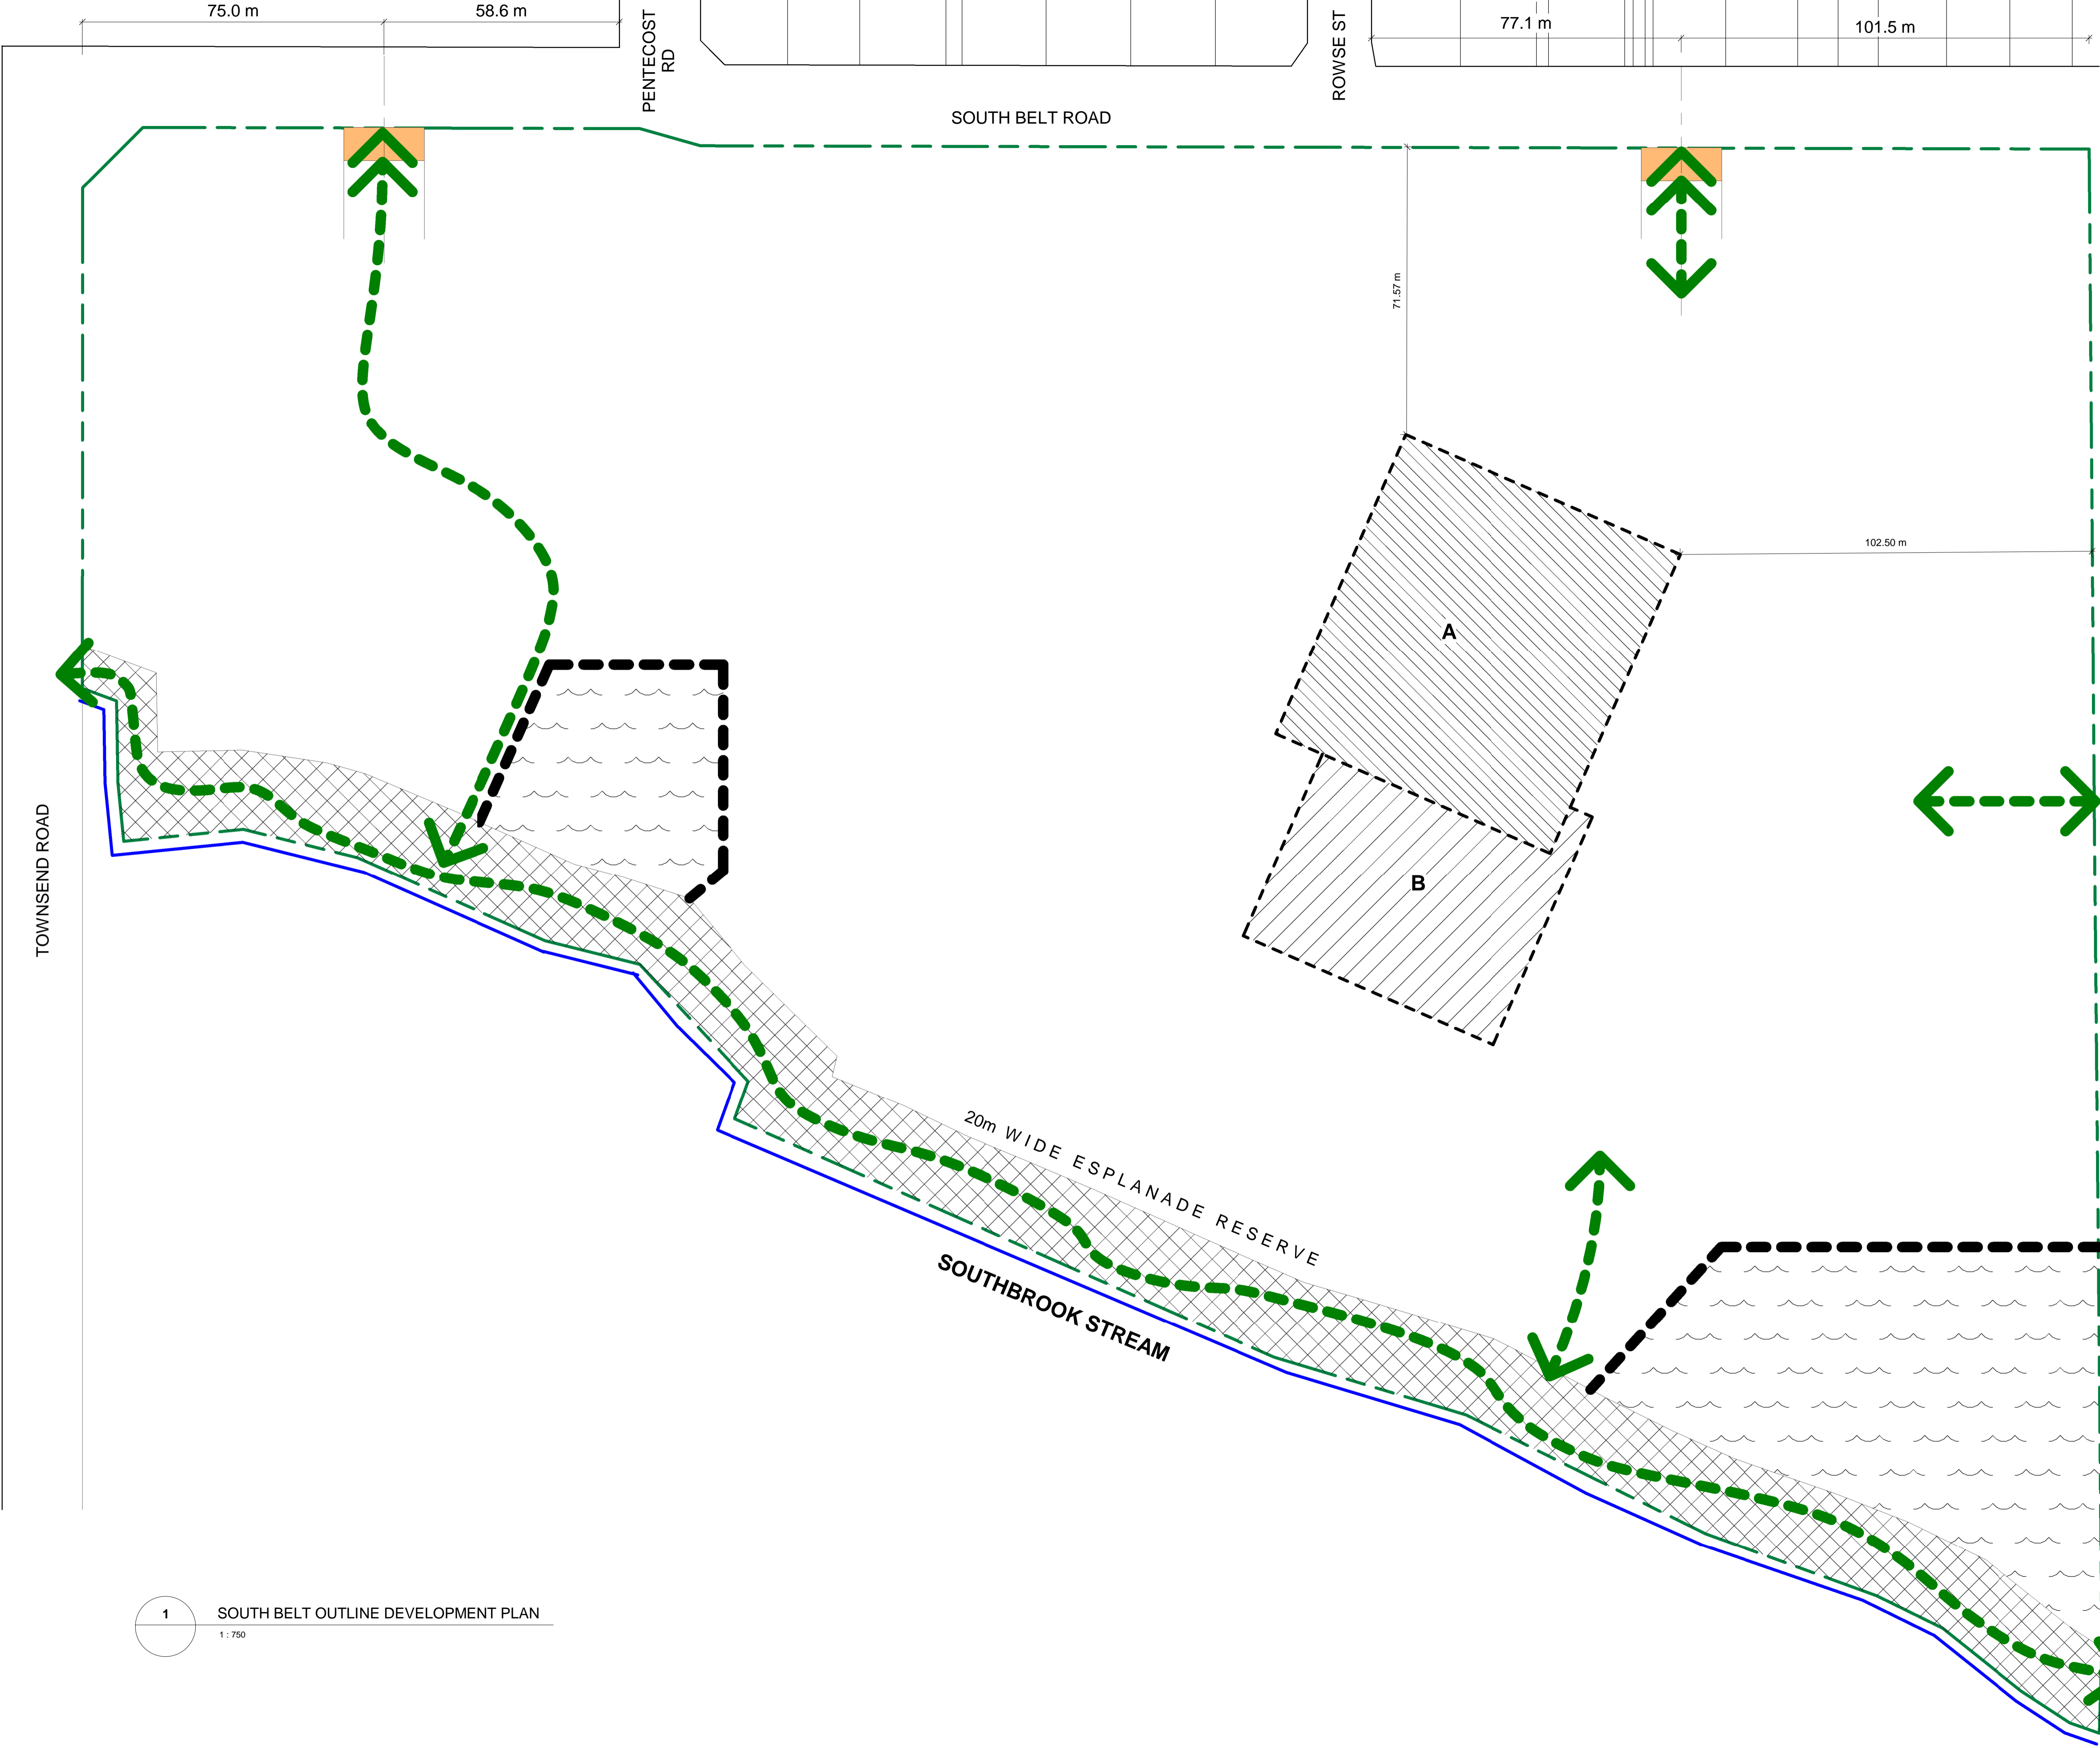 75.0 m
58.6 m
PENTECOST
RD
ROWSE ST
77.1 m
101.5 m
SOUTH BELT ROAD
71.57 m
102.50 m
A
B
TOWNSEND ROAD
20m WIDE ESPLANADE RESERVE
SOUTHBROOK STREAM
1
SOUTH BELT OUTLINE DEVELOPMENT PLAN
1 : 750